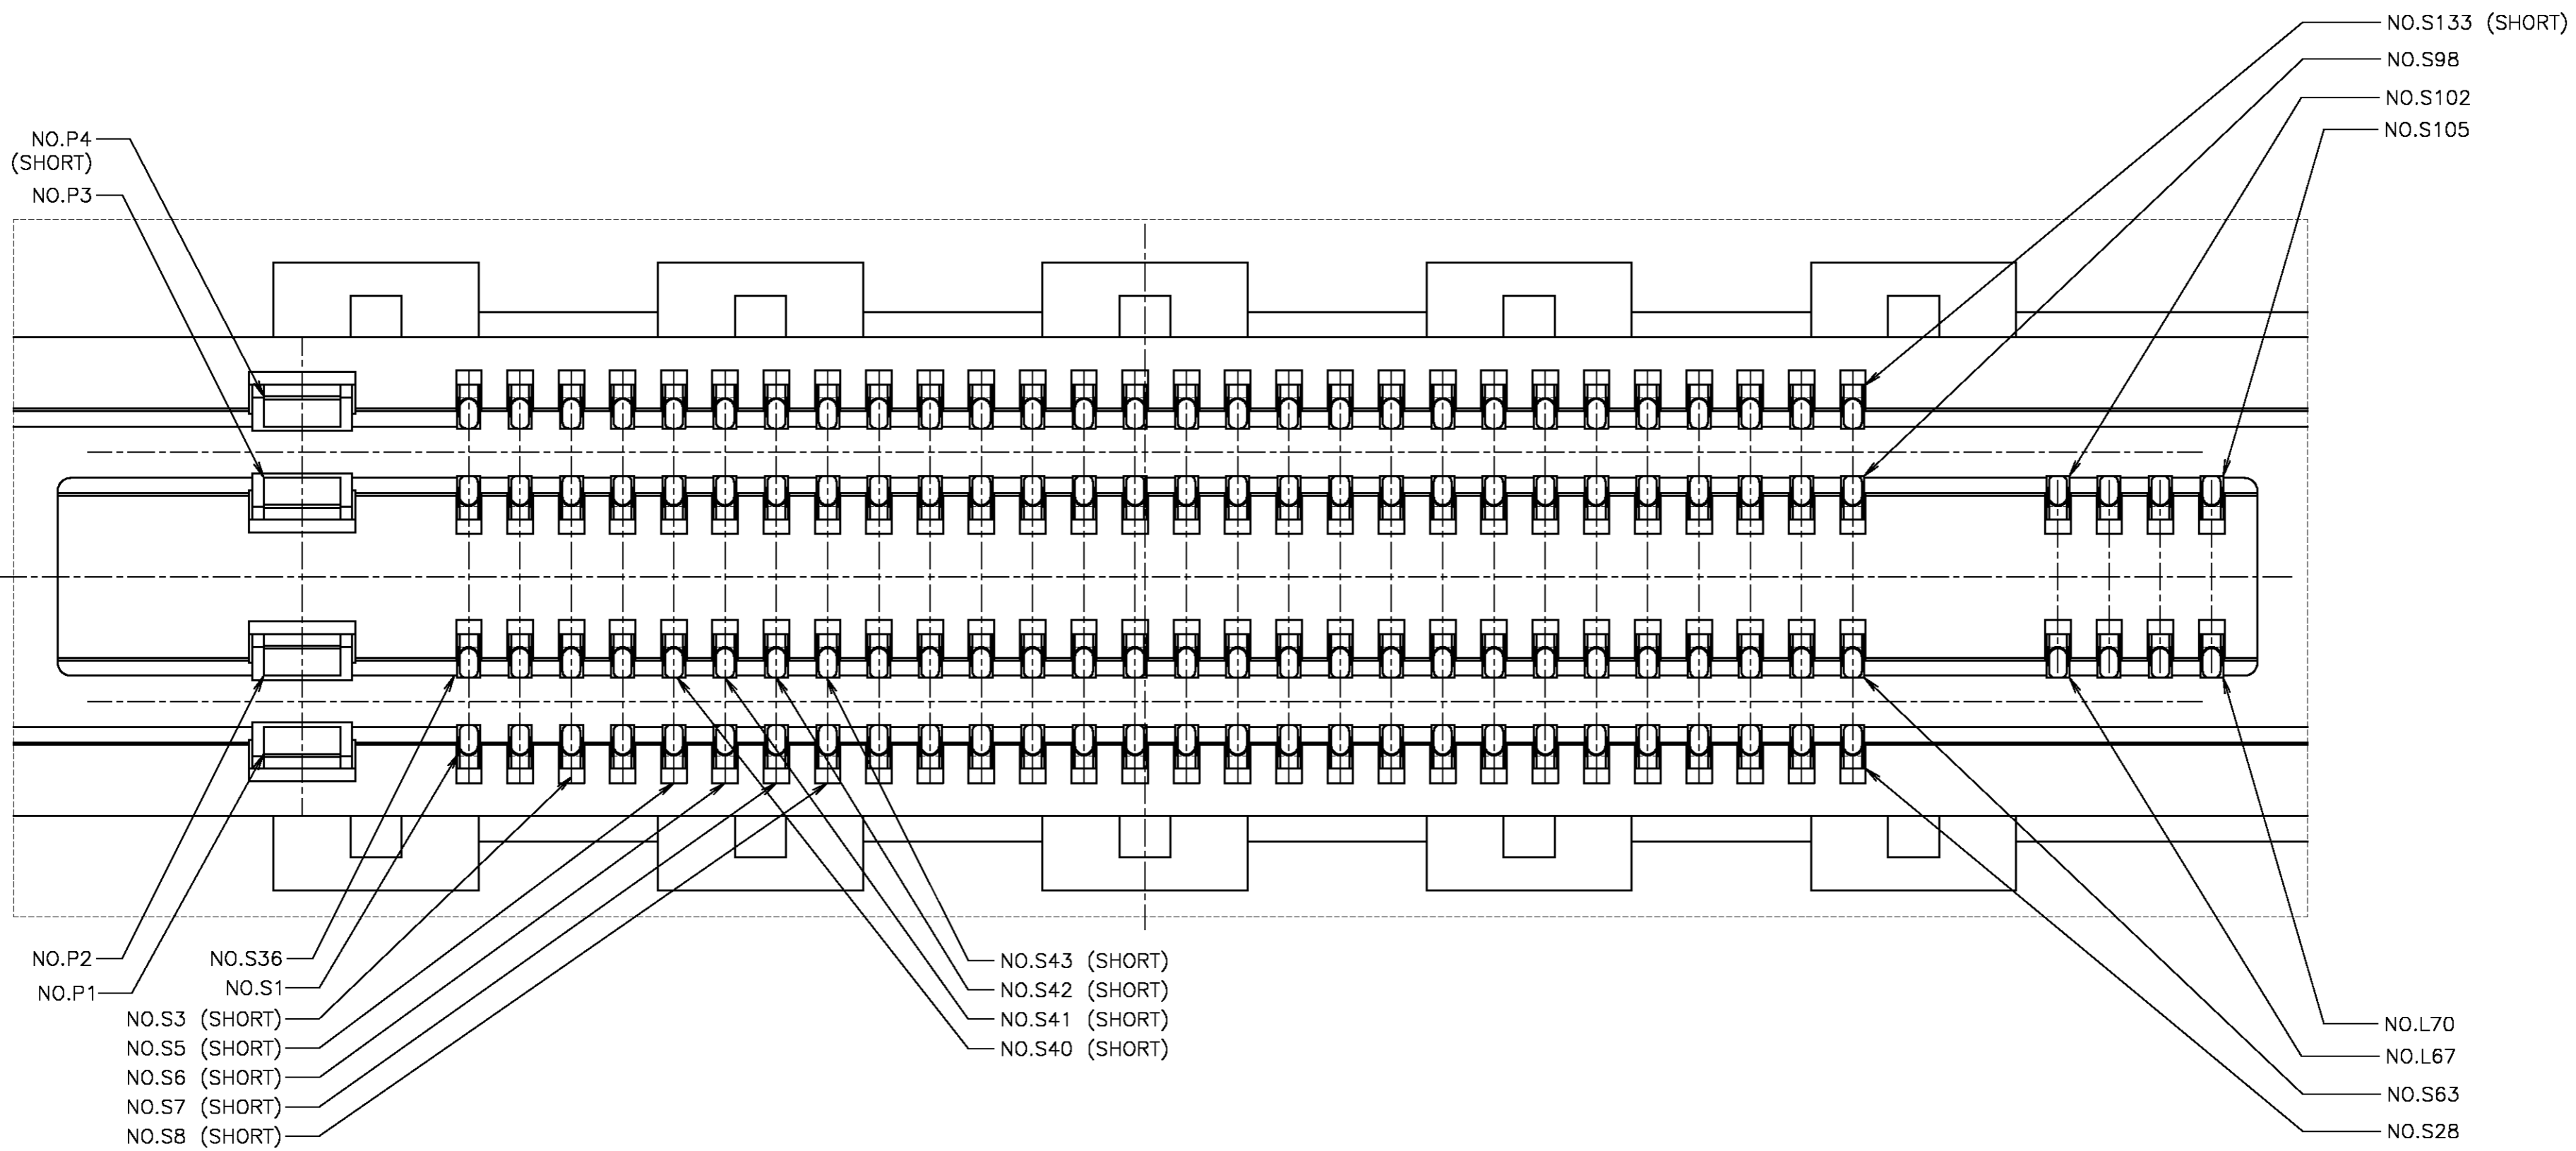 NO.S133 (SHORT)
NO.S98
NO.S102
NO.S105
NO.P4
(SHORT)
NO.P3
NO.P2
NO.P1
NO.S36
NO.S1
NO.S3 (SHORT)
NO.S5 (SHORT)
NO.S6 (SHORT)
NO.S7 (SHORT)
NO.S8 (SHORT)
NO.S43 (SHORT)
NO.S42 (SHORT)
NO.S41 (SHORT)
NO.S40 (SHORT)
NO.L70
NO.L67
NO.S63
NO.S28